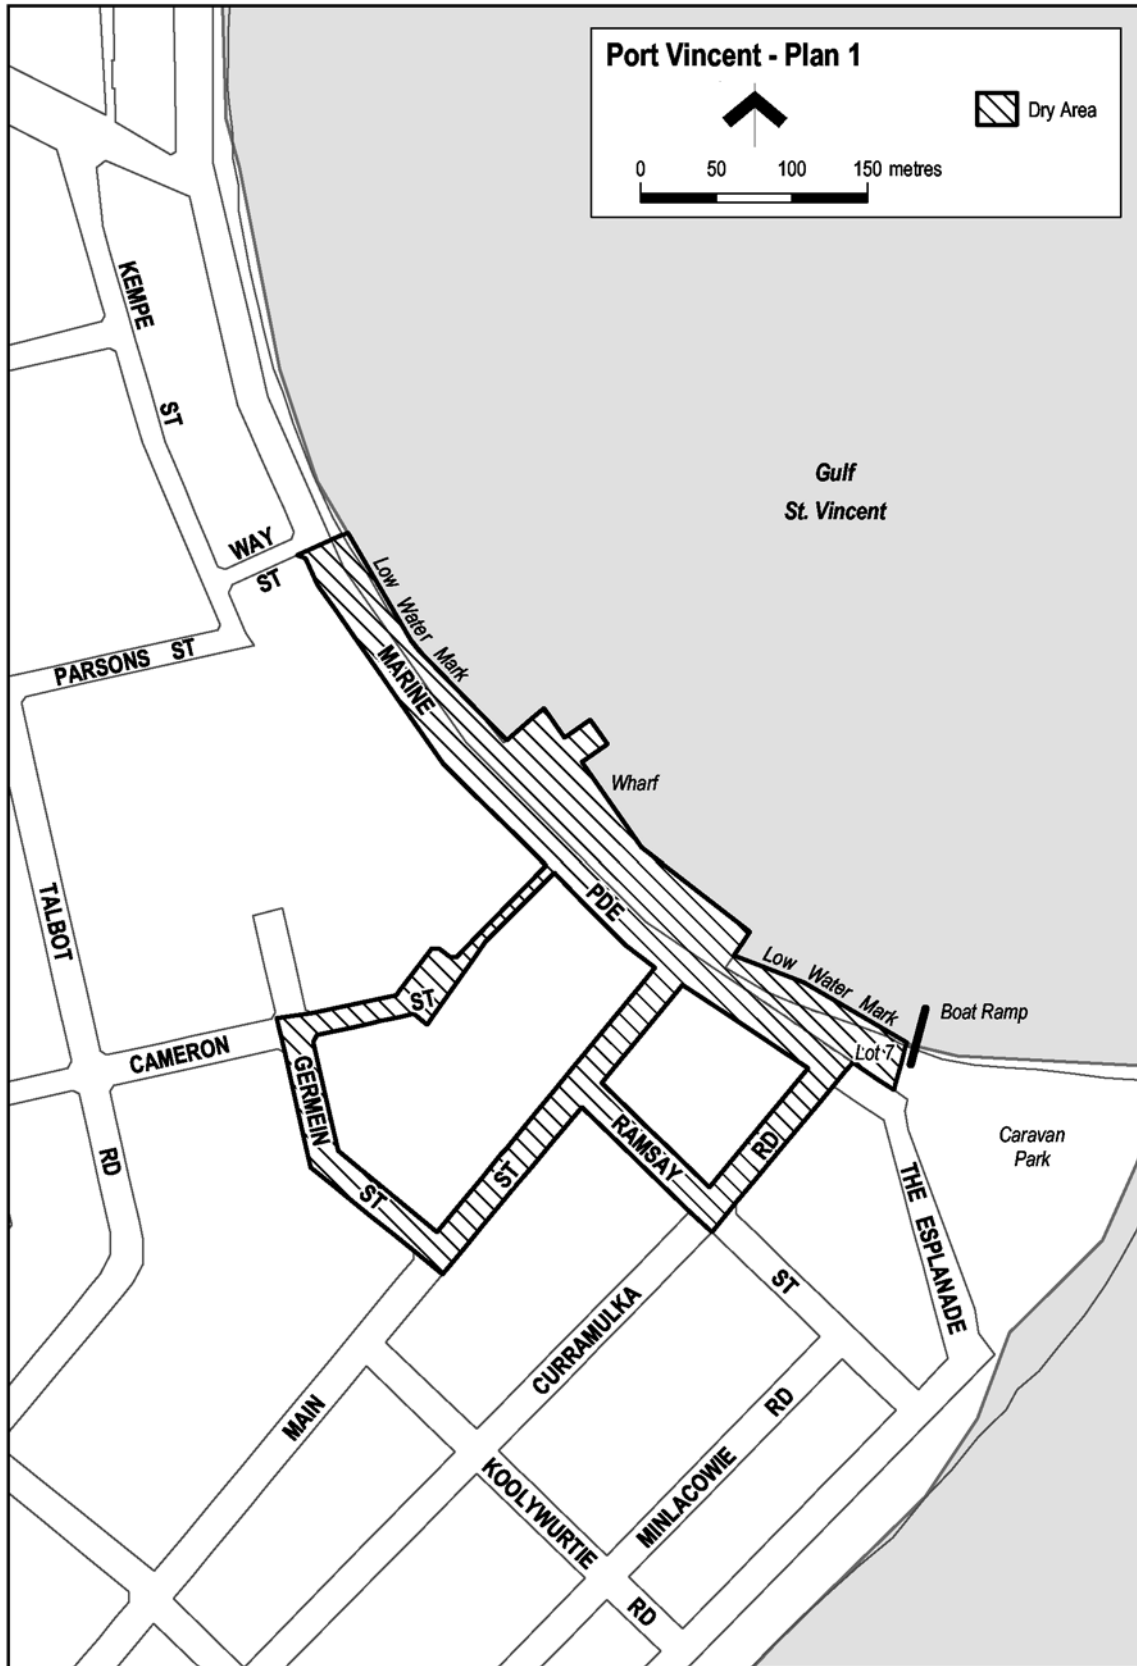 Port Vincent - Plan 1
Dry Area
0 50 100 150 metres
KEMPE
ST
Gulf
St. Vincent
WAY
ST
Low Water Mark
PARSONS ST
MARINE
Wharf
PDE
TALBOT
Low Water Mark
ST
Boat Ramp
CAMERON
Lot 7
GERMEIN
RAMSAY
RD
Caravan
Park
RD
ST
ST
THE ESPLANADE
ST
CURRAMULKA
MAIN
RD
KOOLYWURTIE
MINLACOWIE
RD